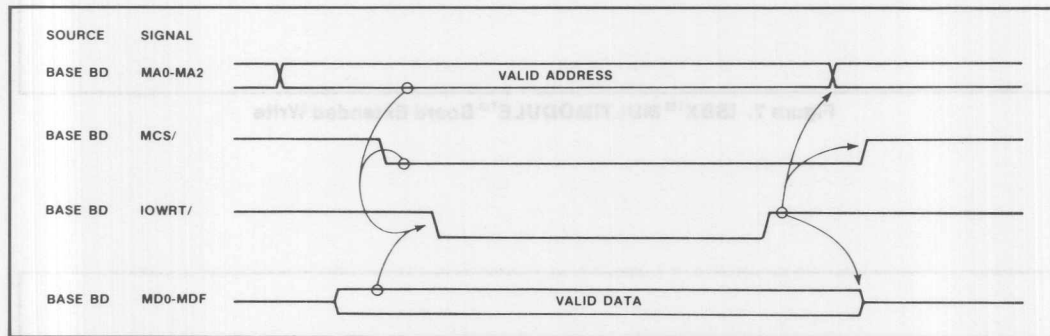 SOURCE SIGNAL
BASE BD MA0-MA2 VALID ADDRESS
BASE BD MCS/
BASE BD IOWRT/
BASE BD MD0-MDF VALID DATA